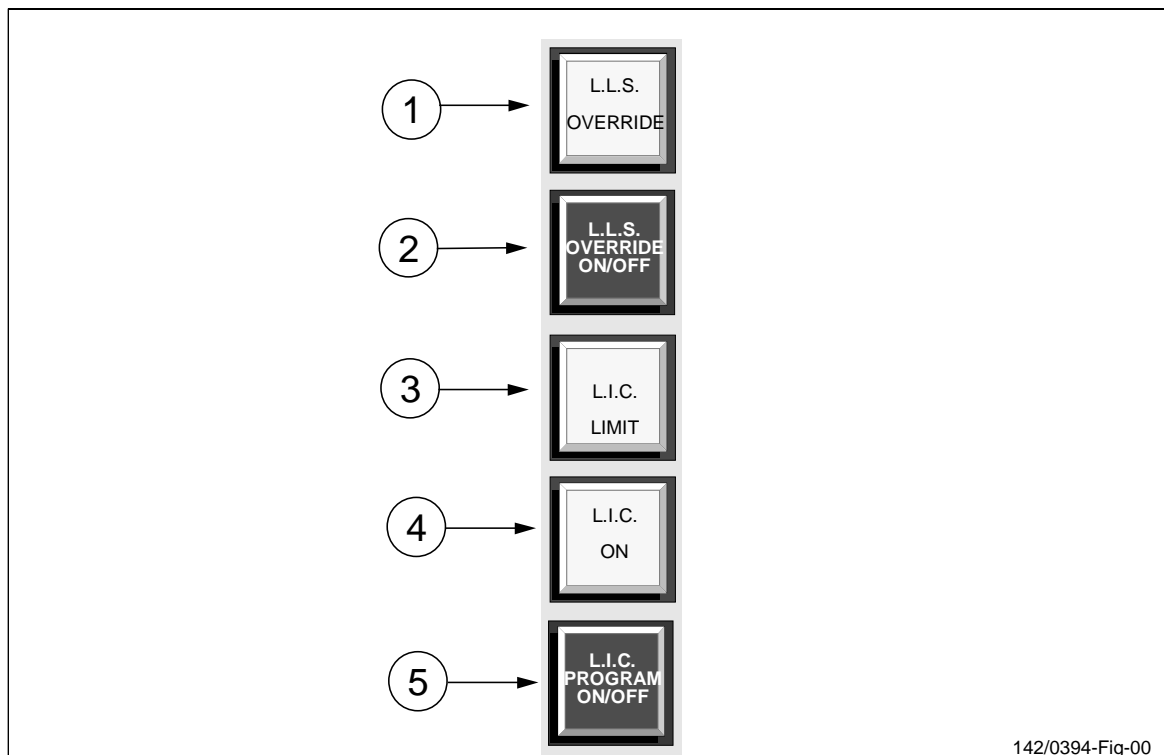 1
L.L.S.
OVERRIDE
2
L.L.S.
OVERRIDE
ON/OFF
3
L.I.C.
LIMIT
4
L.I.C.
ON
5
L.I.C.
PROGRAM
ON/OFF
142/0394-Fig-00